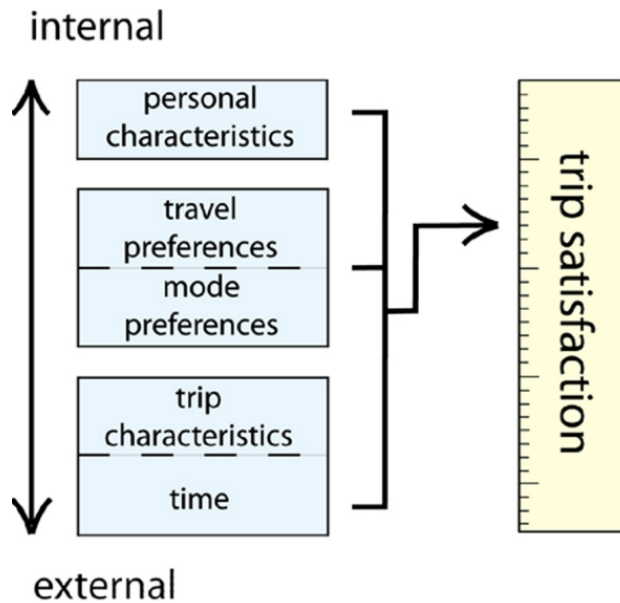 internal
personal
characteristics
travel
preferences
mode
preferences
trip
characteristics
time
external
trip satisfaction